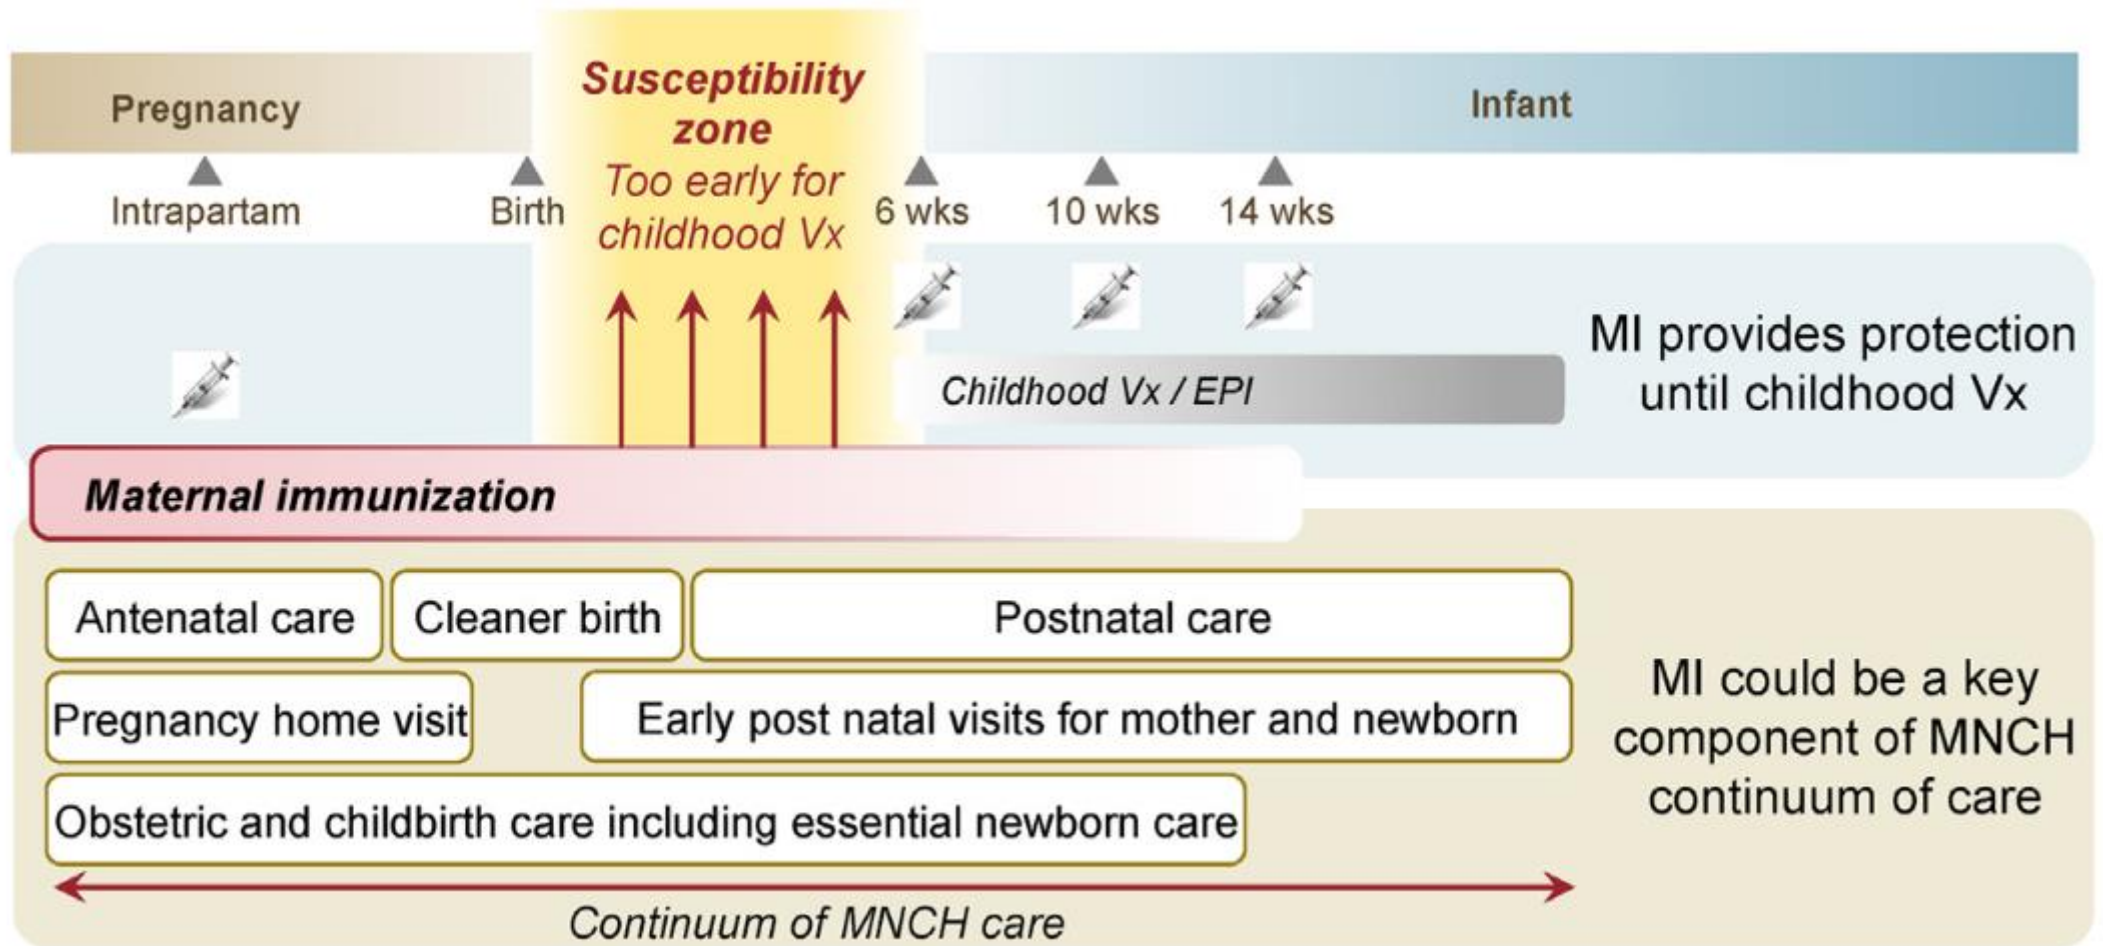 Pregnancy
Susceptibility
zone
Too early for
childhood Vx
Infant
Intrapartam
Birth
6 wks
10 wks
14 wks
Childhood Vx / EPI
MI provides protection
until childhood Vx
Maternal immunization
Antenatal care
Cleaner birth
Postnatal care
Pregnancy home visit
Early post natal visits for mother and newborn
Obstetric and childbirth care including essential newborn care
MI could be a key
component of MNCH
continuum of care
Continuum of MNCH care